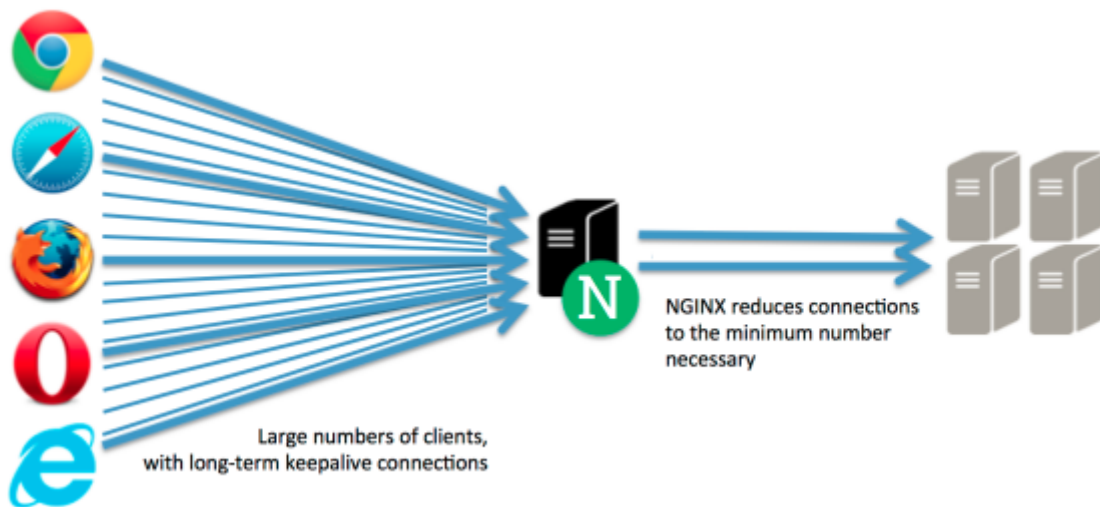 N
NGINX reduces connections
to the minimum number
necessary
Large numbers of clients,
with long-term keepalive connections